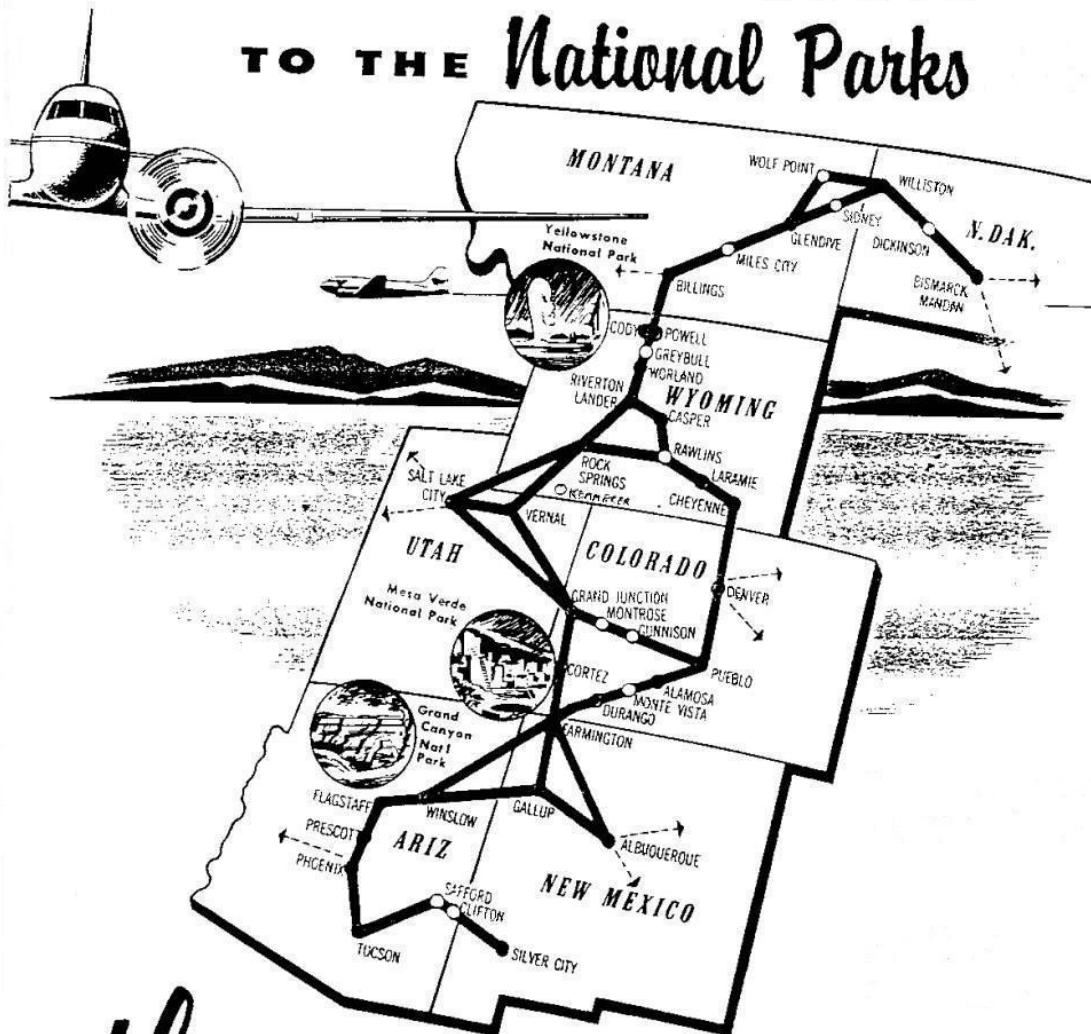 TO THE National Parks
MONTANA
WOLF POINT
WILLISTON
SIDNEY
N. DAK.
GLENDIVE
DICKINSON
Yellowstone
National Park
MILES CITY
BILLINGS
BISMARCK
MANDAN
CODY
POWELL
GREYBULL
WORLAND
RIVERTON
LANDER
WYOMING
CASPER
RAWLINS
ROCK
SPRINGS
LARAMIE
SALT LAKE
CITY
KEMMERER
CHEYENNE
VERNAL
UTAH
COLORADO
DENVER
Mesa Verde
National Park
GRAND JUNCTION
MONTROSE
GUNNISON
CORTEZ
PUEBLO
ALAMOSA
MONTE VISTA
DURANGO
Grand
Canyon
Nat'l
Park
FARMINGTON
FLAGSTAFF
WINSLOW
GALLUP
PRESCOTT
ARIZ
ALBUQUERQUE
PHOENIX
NEW MEXICO
SAFFORD
CLIFTON
TUCSON
SILVER CITY